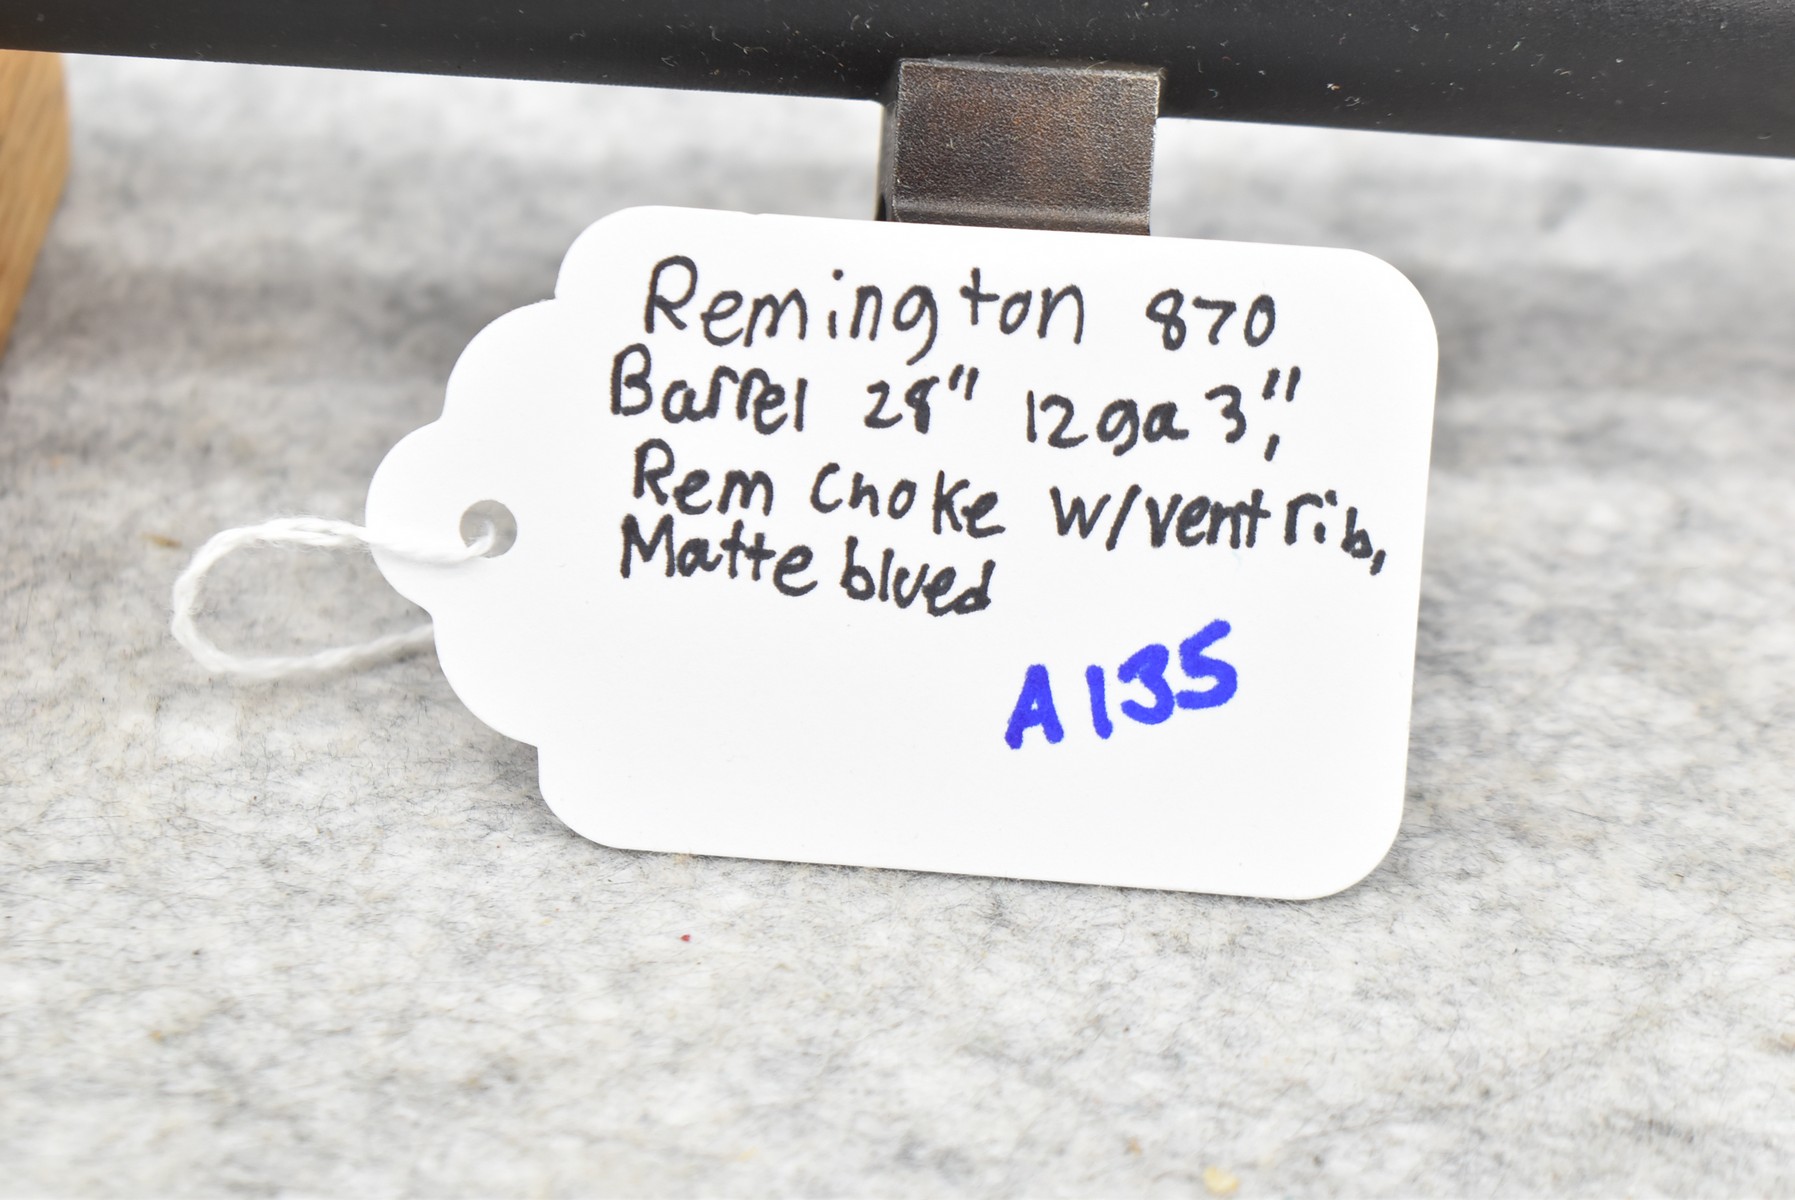 Remington 870
Barrel 28" 12ga 3",
Rem Choke w/vent rib,
Matte blued
A135